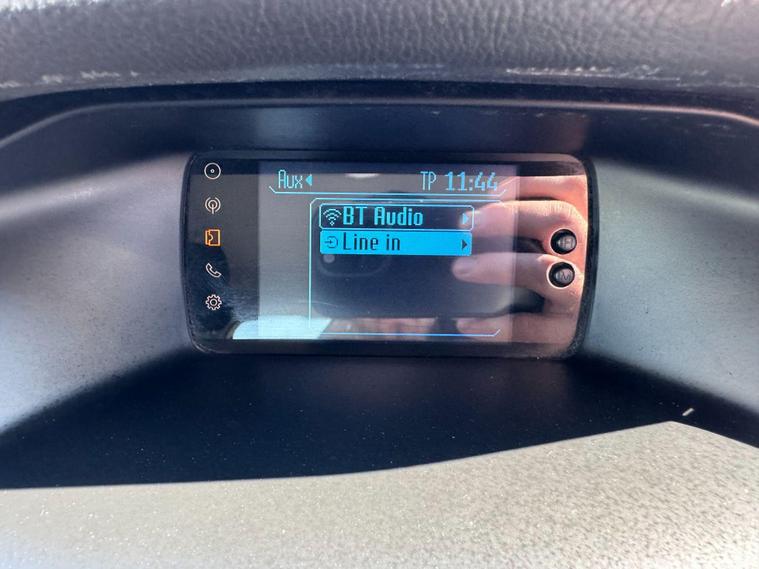 Aux
TP 11:44
BT Audio
Line in
H
M